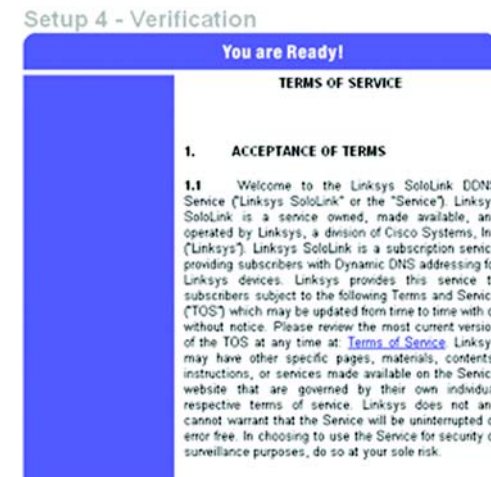 Setup 4 - Verification
You are Ready!
TERMS OF SERVICE
1. ACCEPTANCE OF TERMS
1.1 Welcome to the Linksys SoloLink DDNS
Service ("Linksys SoloLink" or the "Service"). Linksy
SoloLink is a service owned, made available, an
operated by Linksys, a division of Cisco Systems, In
("Linksys"). Linksys SoloLink is a subscription servic
providing subscribers with Dynamic DNS addressing fo
Linksys devices. Linksys provides this service t
subscribers subject to the following Terms and Servic
("TOS") which may be updated from time to time with o
without notice. Please review the most current versio
of the TOS at any time at: Terms of Service. Linksy
may have other specific pages, materials, contents
instructions, or services made available on the Servic
website that are governed by their own individua
respective terms of service. Linksys does not an
cannot warrant that the Service will be uninterrupted o
error free. In choosing to use the Service for security o
surveillance purposes, do so at your sole risk.